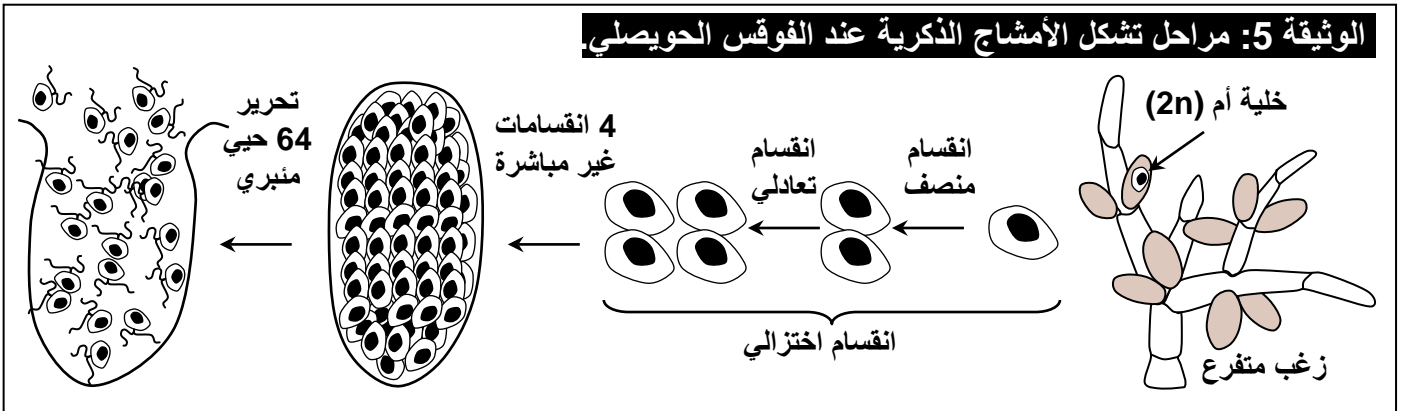 الوثيقة 5: مراحل تشكل الأمشاج الذكرية عند الفوقس الحويصلي.
خلية أم (2n)
زغب متفرع
انقسام
منصف
انقسام
تعادلي
انقسام اختزالي
4 انقسامات
غير مباشرة
تحرير
64 حيي
مئبري